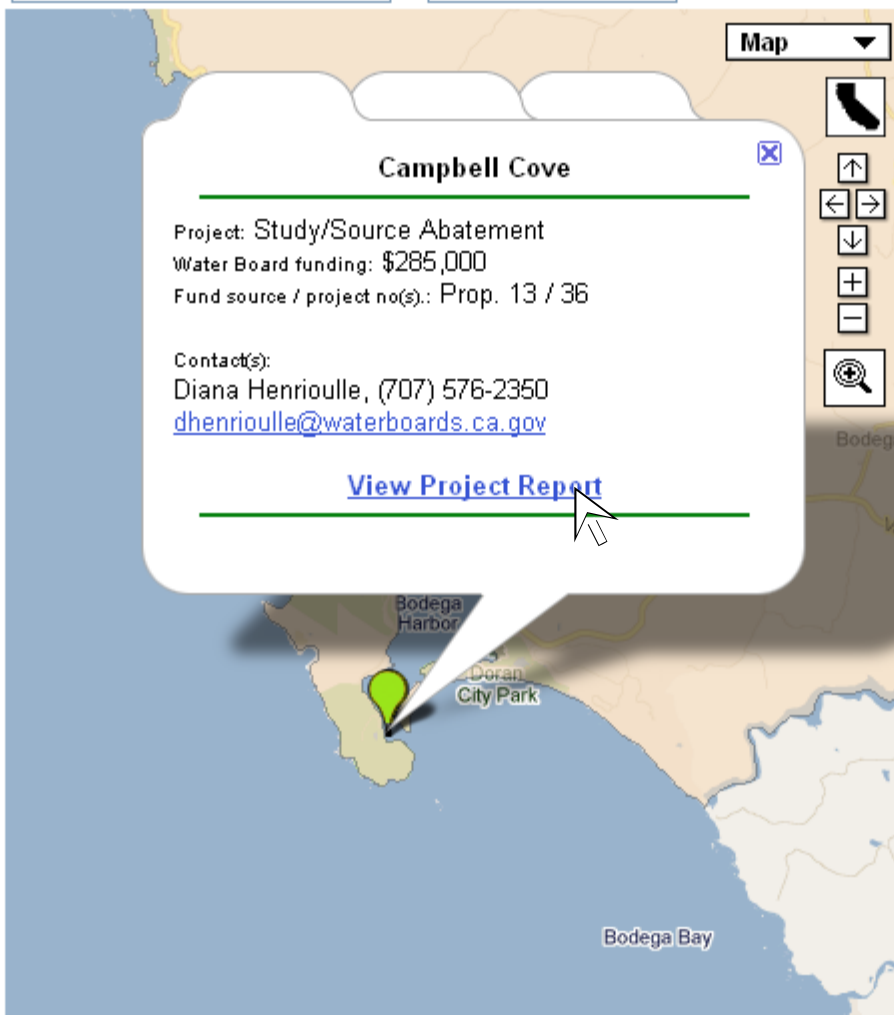 Map
Campbell Cove
Project: Study/Source Abatement
Water Board funding: $285,000
Fund source / project no(s).: Prop. 13 / 36
Contact(s):
Diana Henrioulle, (707) 576-2350
dhenrioulle@waterboards.ca.gov
View Project Report
Bodeg
Bodega
Harbor
Doran
City Park
Bodega Bay